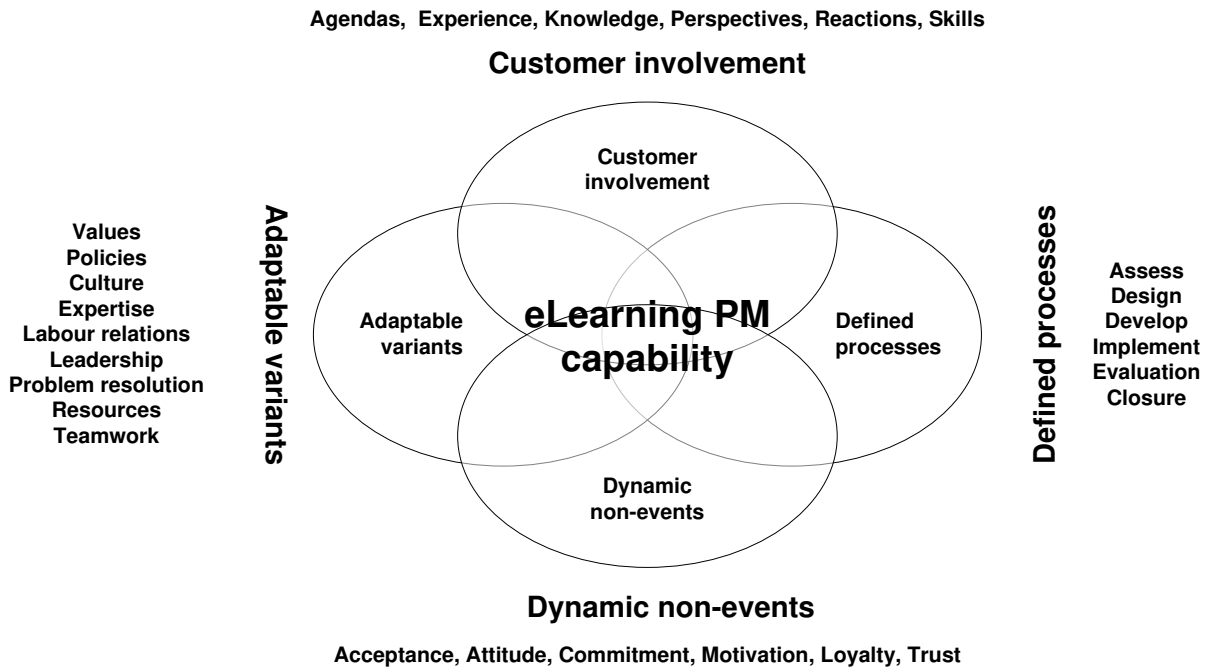 Agendas,  Experience, Knowledge, Perspectives, Reactions, Skills
Customer involvement
Customer
involvement
Adaptable variants
Values
Policies
Culture
Expertise
Labour relations
Leadership
Problem resolution
Resources
Teamwork
Adaptable
variants
eLearning PM
capability
Defined
processes
Defined processes
Assess
Design
Develop
Implement
Evaluation
Closure
Dynamic
non-events
Dynamic non-events
Acceptance, Attitude, Commitment, Motivation, Loyalty, Trust